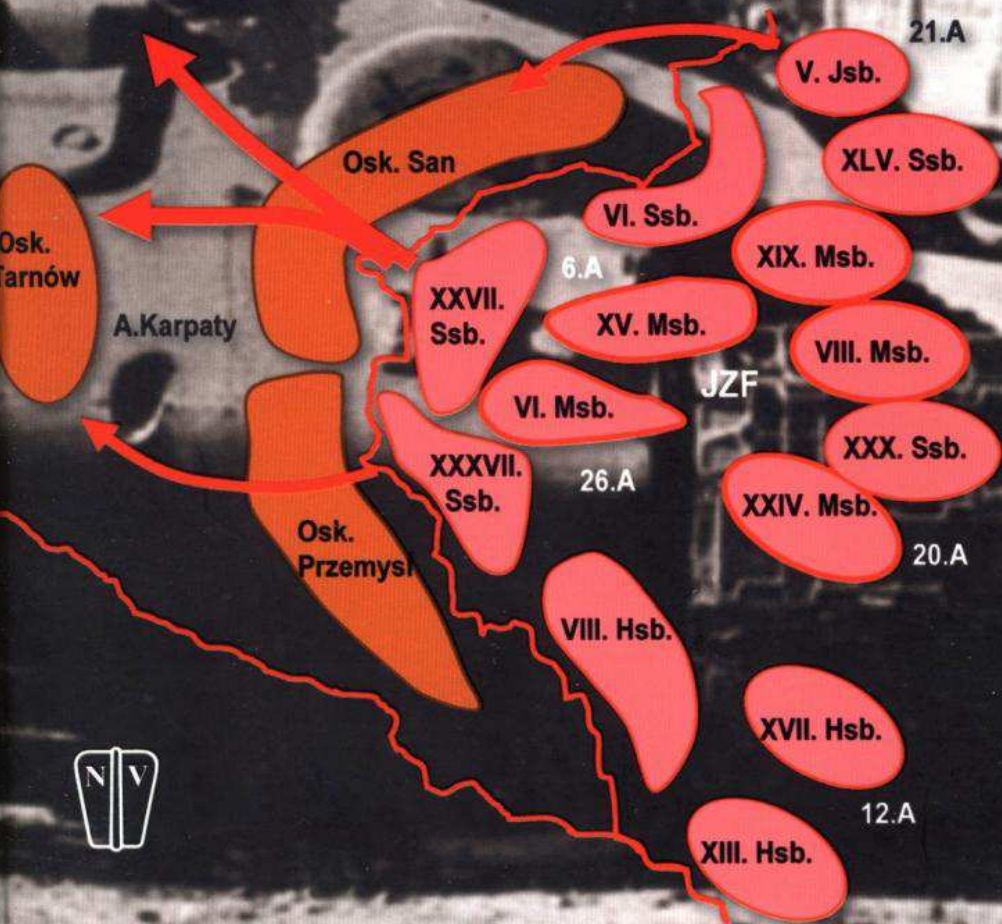 21.A
V. Jsb.
XLV. Ssb.
Osk. San
VI. Ssb.
XIX. Msb.
Osk.
Tarnów
6.A
XXVII.
Ssb.
A.Karpaty
XV. Msb.
VIII. Msb.
JZF
VI. Msb.
XXX. Ssb.
XXXVII.
Ssb.
26.A
XXIV. Msb.
20.A
Osk.
Przemysl
VIII. Hsb.
XVII. Hsb.
N V
12.A
XIII. Hsb.